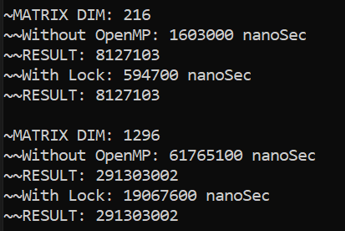 ~MATRIX DIM: 216
~~Without OpenMP: 1603000 nanoSec
~~RESULT: 8127103
~~With Lock: 594700 nanoSec
~~RESULT: 8127103
~MATRIX DIM: 1296
~~Without OpenMP: 61765100 nanoSec
~~RESULT: 291303002
~~With Lock: 19067600 nanoSec
~~RESULT: 291303002